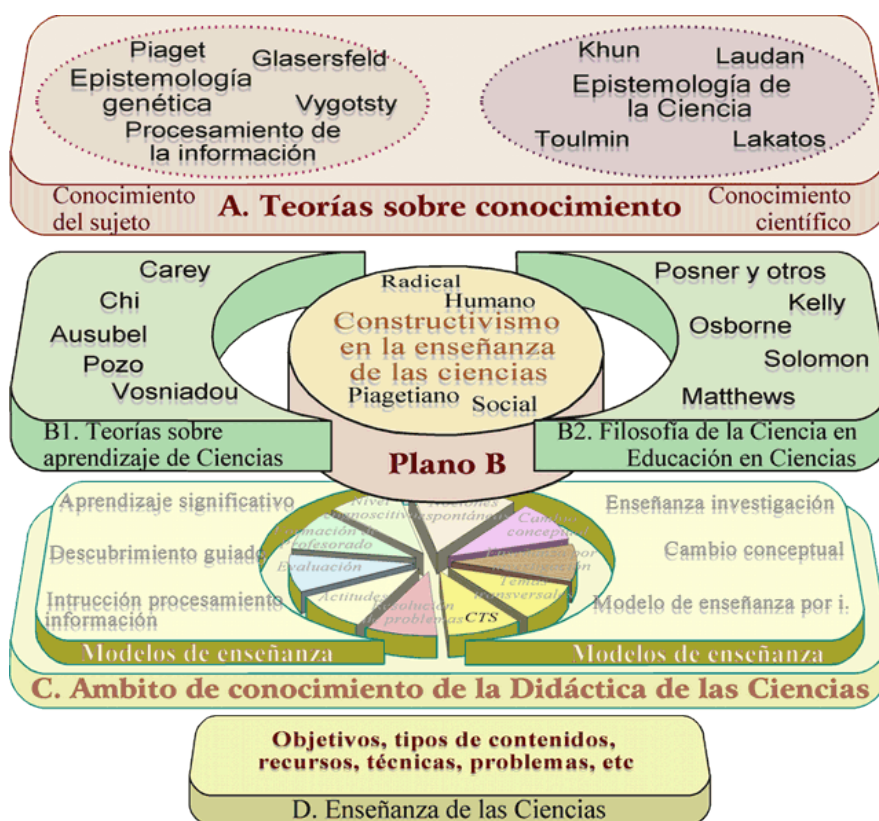 Piaget
Glasersfeld
Epistemología
genética
Vygotsty
Procesamiento de
la información
Khun
Laudan
Epistemología de
la Ciencia
Toulmin
Lakatos
Conocimiento
del sujeto
A. Teorías sobre conocimiento
Conocimiento
científico
Carey
Chi
Ausubel
Pozo
Vosniadou
B1. Teorías sobre
aprendizaje de Ciencias
Radical
Humano
Constructivismo
en la enseñanza
de las ciencias
Piagetiano
Social
Plano B
Posner y otros
Kelly
Osborne
Solomon
Matthews
B2. Filosofía de la Ciencia en
Educación en Ciencias
Aprendizaje significativo
Descubrimiento guiado
Intrucción procesamiento
información
Modelos de enseñanza
Cambio
conceptual
Temas
CTS
Resolución
problemas
Actitudes
Evaluación
Enseñanza investigación
Cambio conceptual
Modelo de enseñanza por i.
Modelos de enseñanza
C. Ambito de conocimiento de la Didáctica de las Ciencias
Objetivos, tipos de contenidos,
recursos, técnicas, problemas, etc
D. Enseñanza de las Ciencias